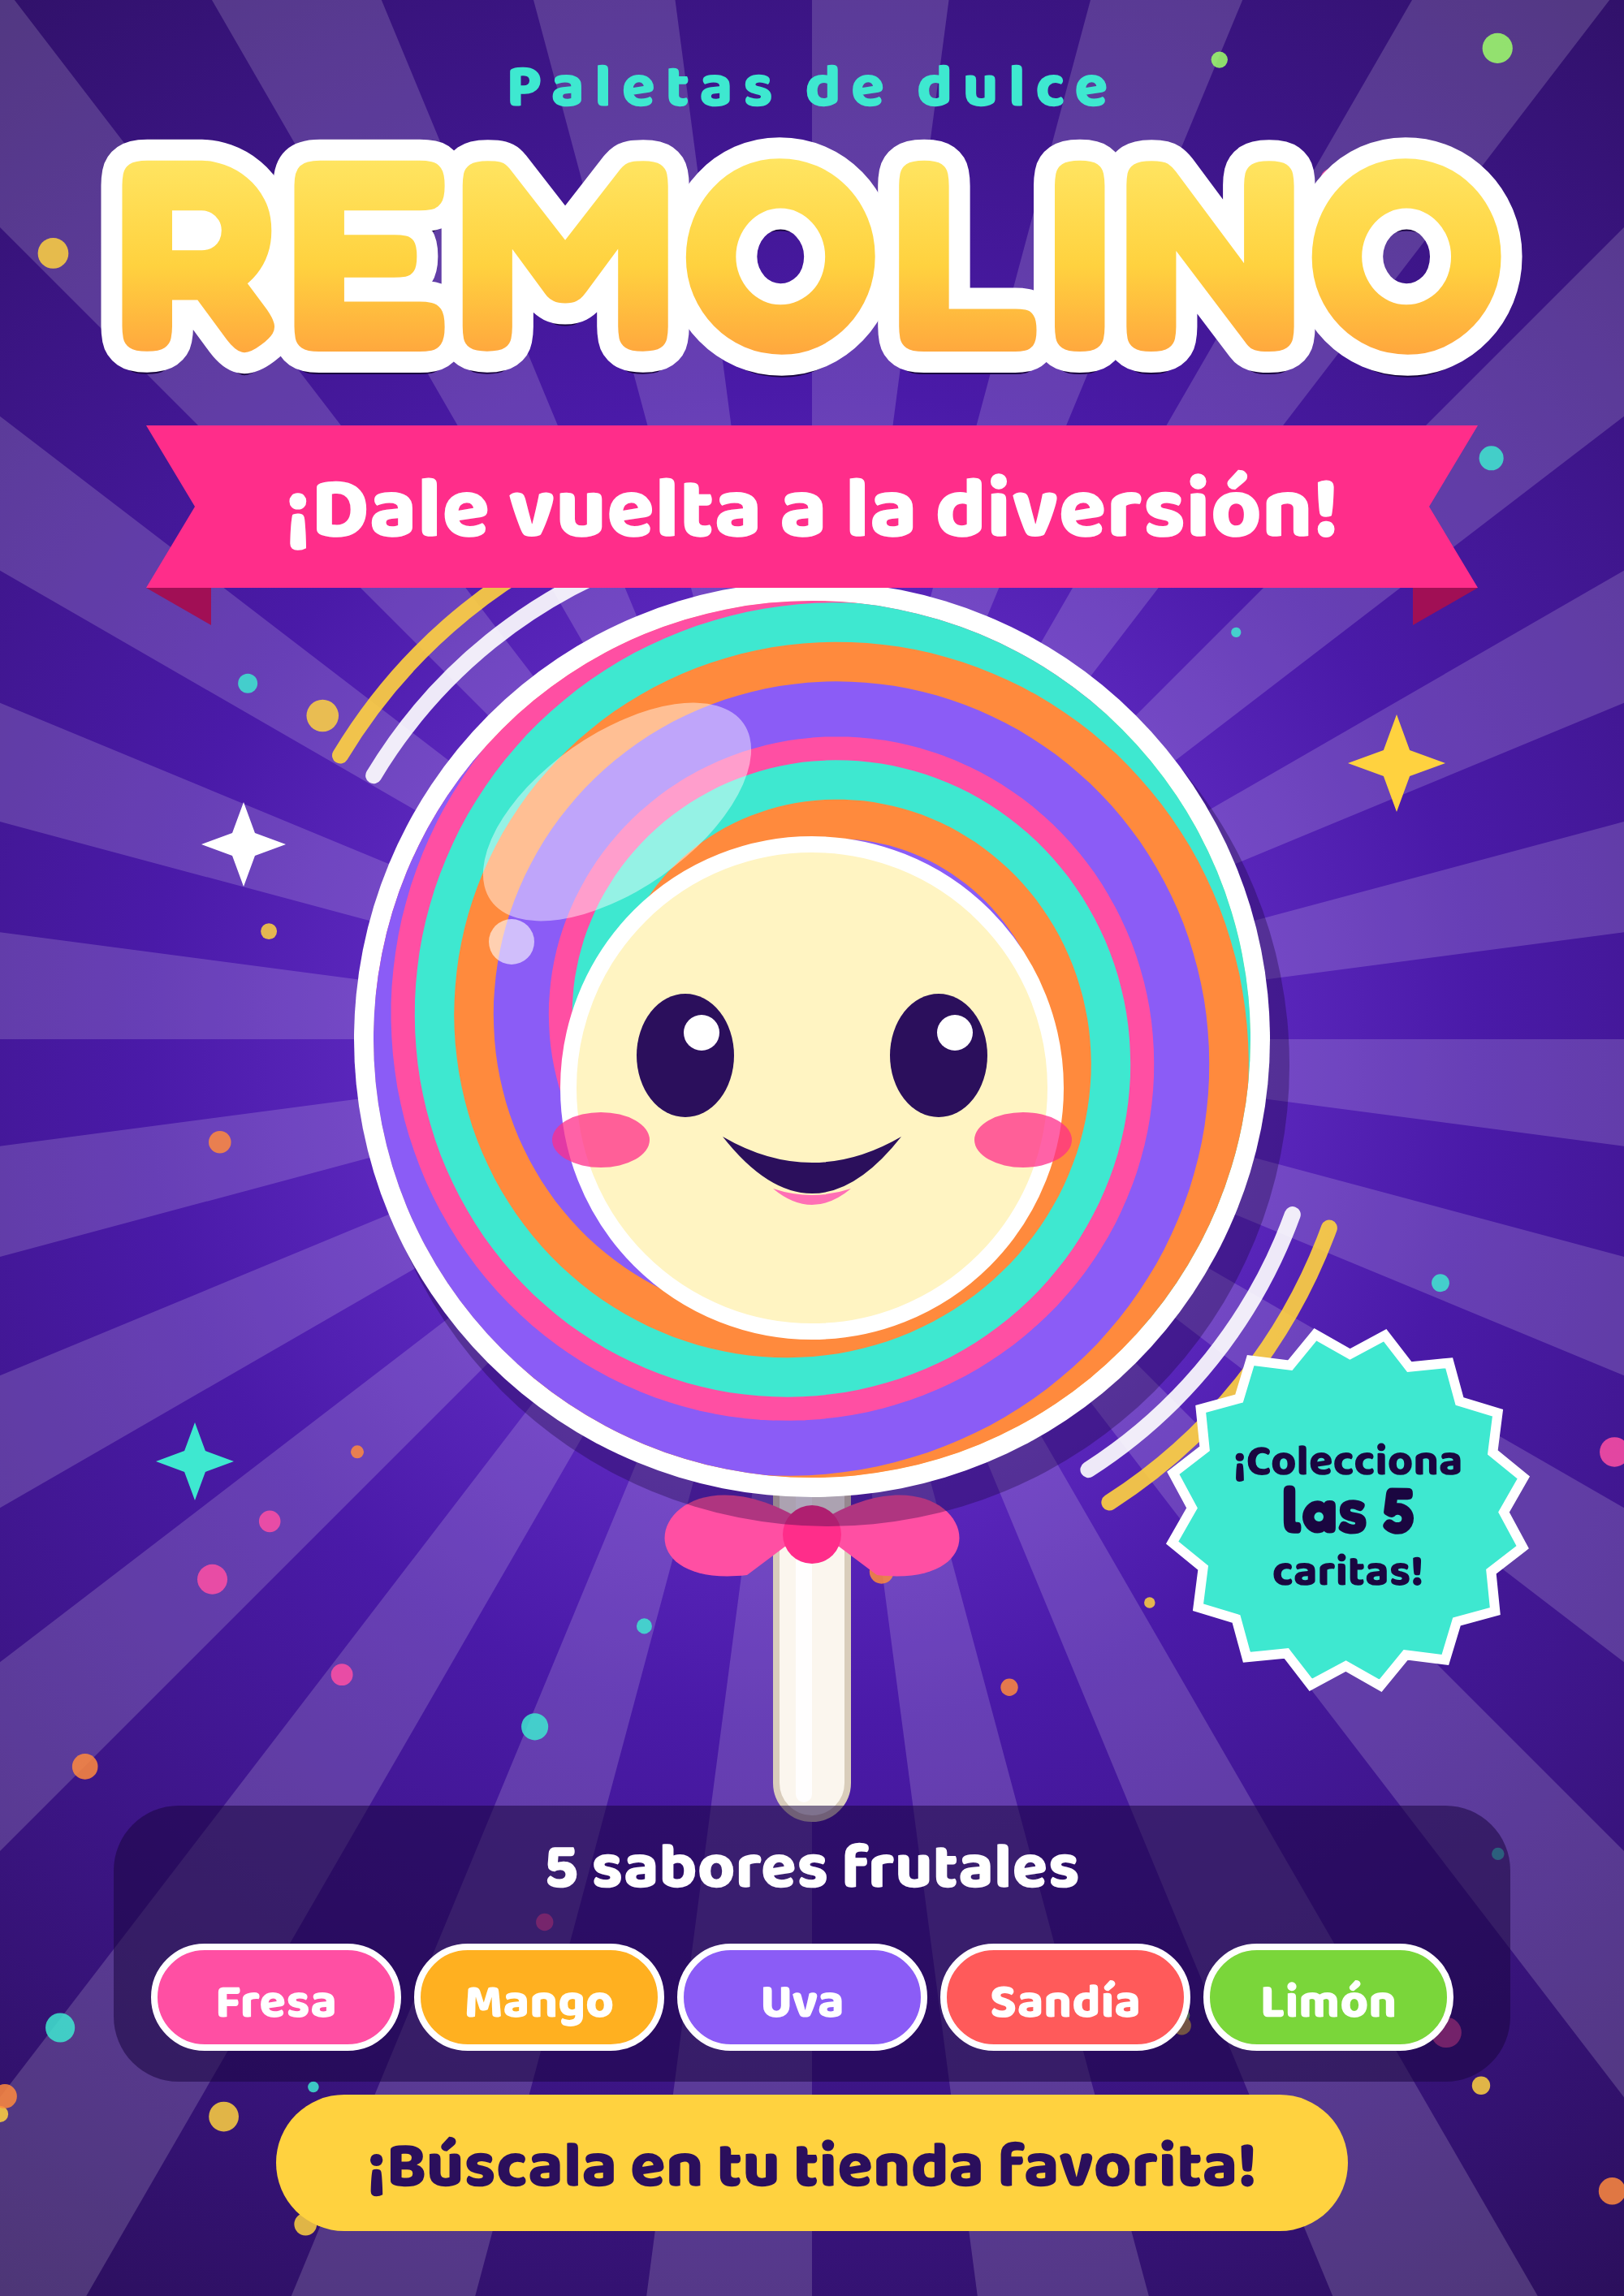 Paletas de dulce
REMOLINO
¡Dale vuelta a la diversión!
¡Colecciona
las 5
caritas!
5 sabores frutales
Fresa
Mango
Uva
Sandía
Limón
¡Búscala en tu tienda favorita!